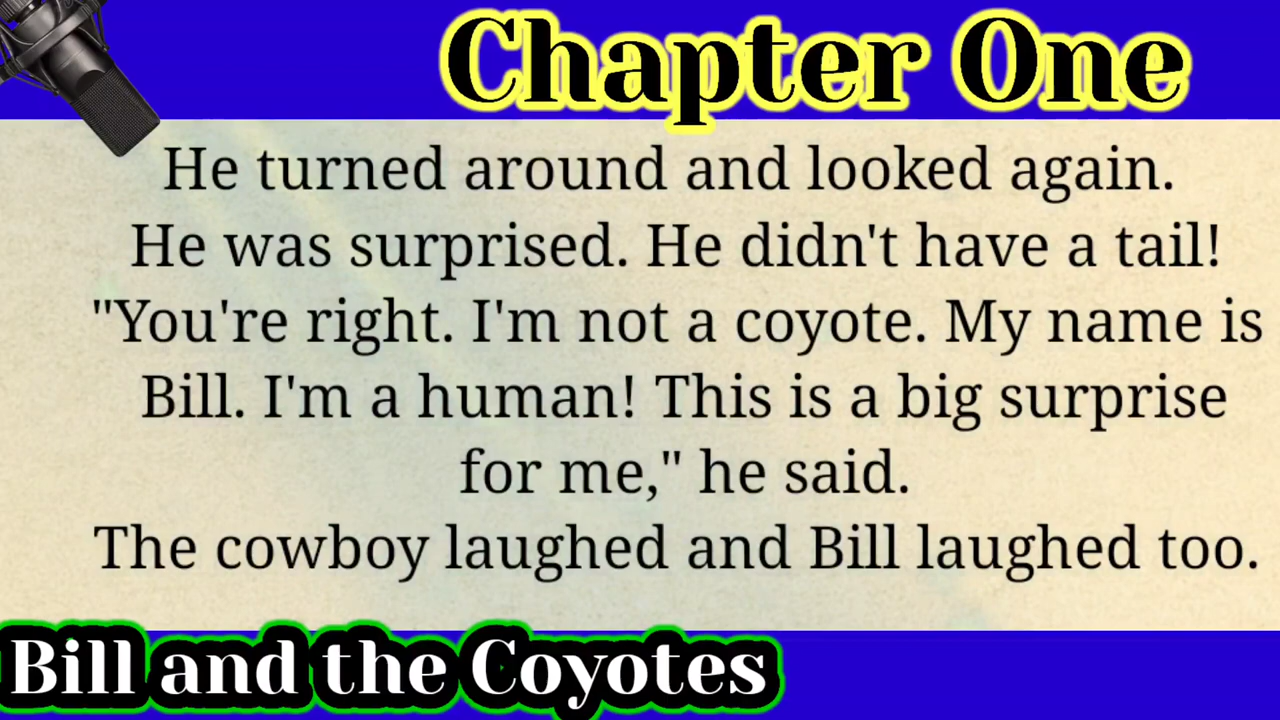 Chapter One
He turned around and looked again.
He was surprised. He didn't have a tail!
"You're right. I'm not a coyote. My name is
Bill. I'm a human! This is a big surprise
for me," he said.
The cowboy laughed and Bill laughed too.
Bill and the Coyotes